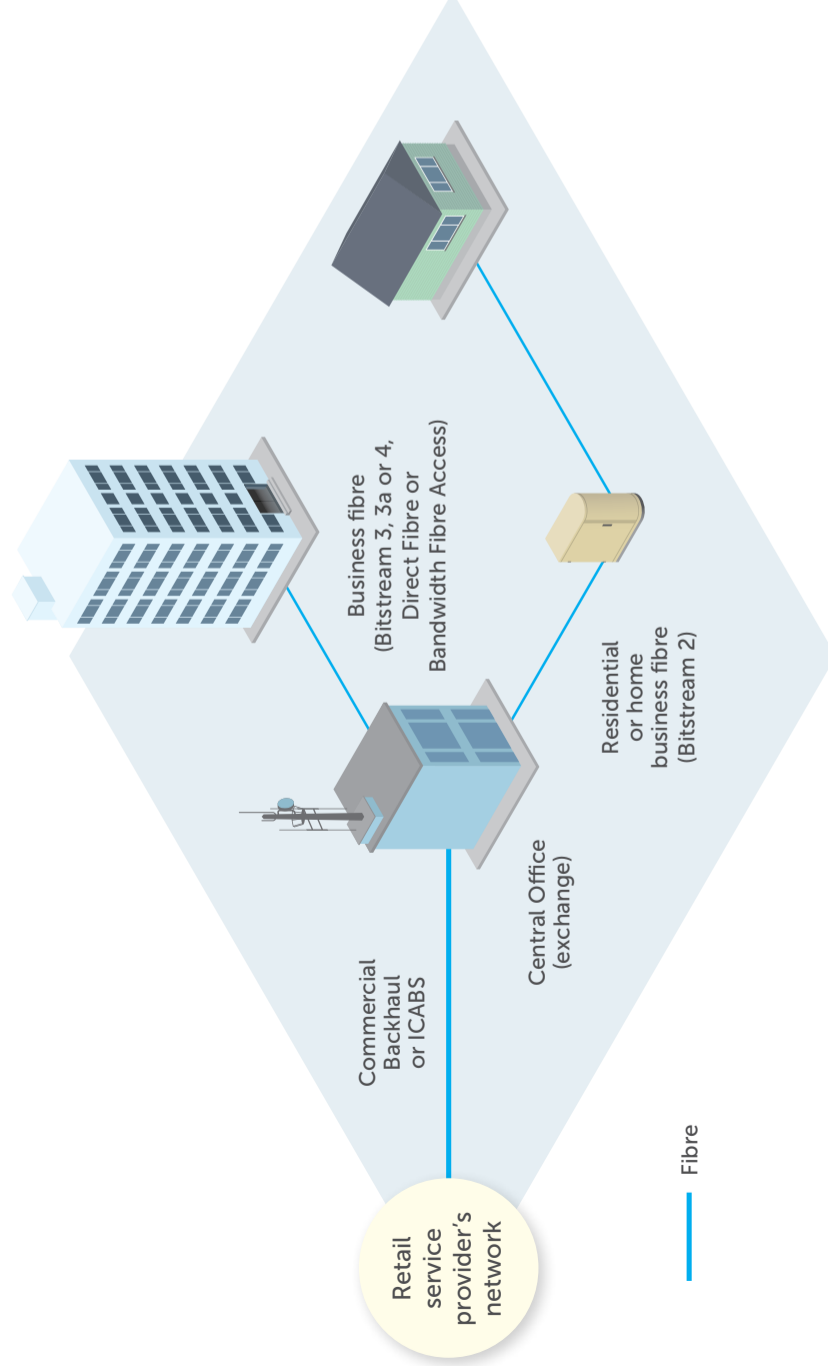 Retail
service
provider's
network
Commercial
Backhaul
or ICABS
Central Office
(exchange)
Business fibre
(Bitstream 3, 3a or 4,
Direct Fibre or
Bandwidth Fibre Access)
Residential
or home
business fibre
(Bitstream 2)
Fibre